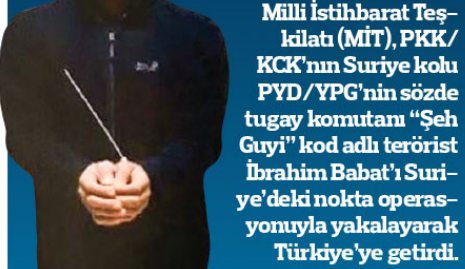 Milli İstihbarat Teş-
kilatı (MİT), PKK/
KCK’nın Suriye kolu
PYD/YPG’nin sözde
tugay komutanı “Şeh
Guyi” kod adlı terörist
İbrahim Babat’ı Suri-
ye’deki nokta operas-
yonuyla yakalayarak
Türkiye’ye getirdi.